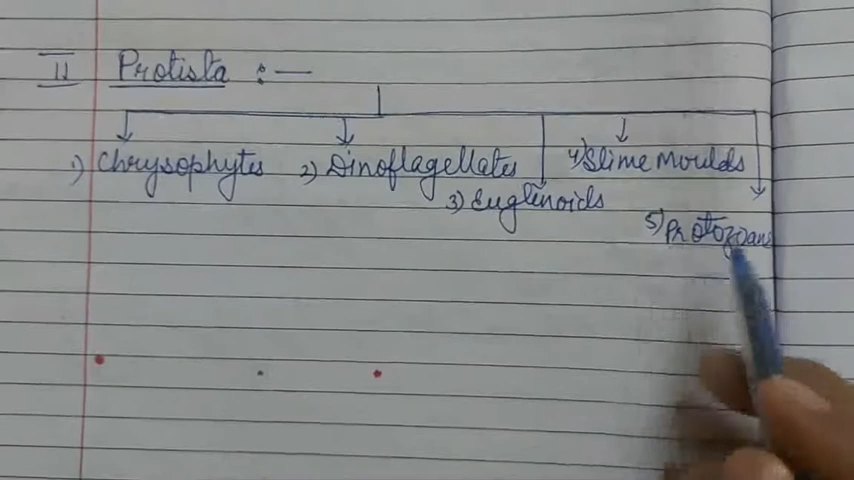 II Protista :—
1) Chrysophytes 2) Dinoflagellates 4) Slime Moulds
3) Euglenoids
5) Protozoans